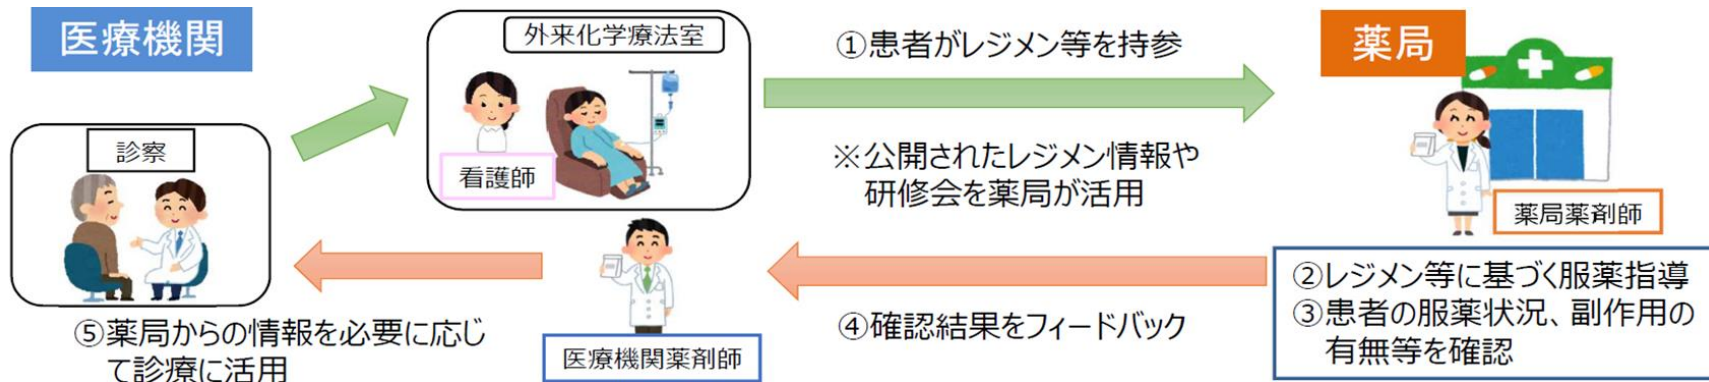 医療機関
外来化学療法室
看護師
診察
①患者がレジメン等を持参
※公開されたレジメン情報や
研修会を薬局が活用
薬局
薬局薬剤師
②レジメン等に基づく服薬指導
③患者の服薬状況、副作用の
有無等を確認
④確認結果をフィードバック
医療機関薬剤師
⑤薬局からの情報を必要に応じ
て診療に活用